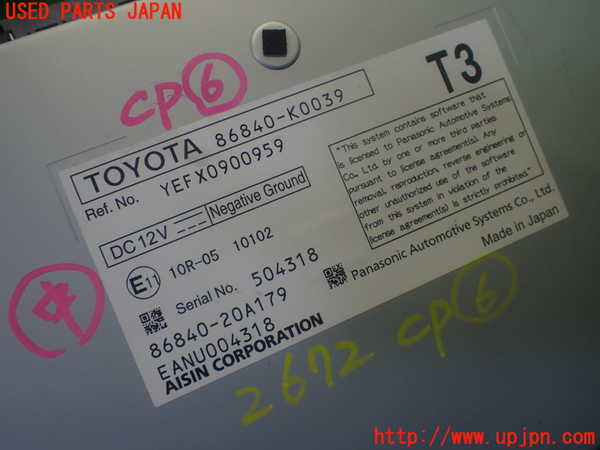 USED PARTS JAPAN
CP⑥
T3
TOYOTA 86840-K0039
Ref. No. YEFX0900959
DC12V Negative Ground
"This system contains software that
is licensed to Panasonic Automotive Systems
Co., Ltd. by one or more third parties
pursuant to license agreement(s). Any
removal, reproduction, reverse engineering or
other unauthorized use of the software
from this system in violation of the
license agreement(s) is strictly prohibited."
E11 10R-05 10102
Serial No. 504318
Panasonic Automotive Systems Co., Ltd.
Made in Japan
86840-20A179
EANU004318
AISIN CORPORATION
中
2672 CP⑥
http://www.upjpn.com/